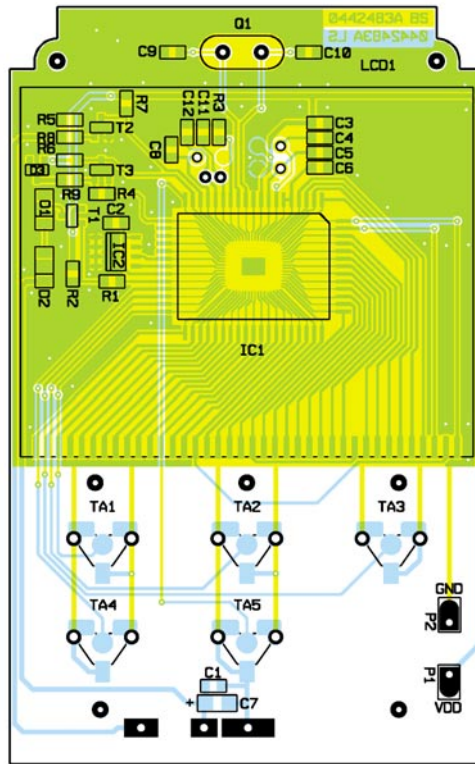 Q1
0442483A BS
0442483A LS
C9
C10
LCD1
R7
C12
C11
R3
R5
R8
R6
T2
C3
C4
C5
C6
C8
D3
T3
R9
R4
D1
T1
C2
IC2
D2
R2
R1
IC1
TA1
TA2
TA3
GND
P2
TA4
TA5
P1
VDD
C1
+
C7